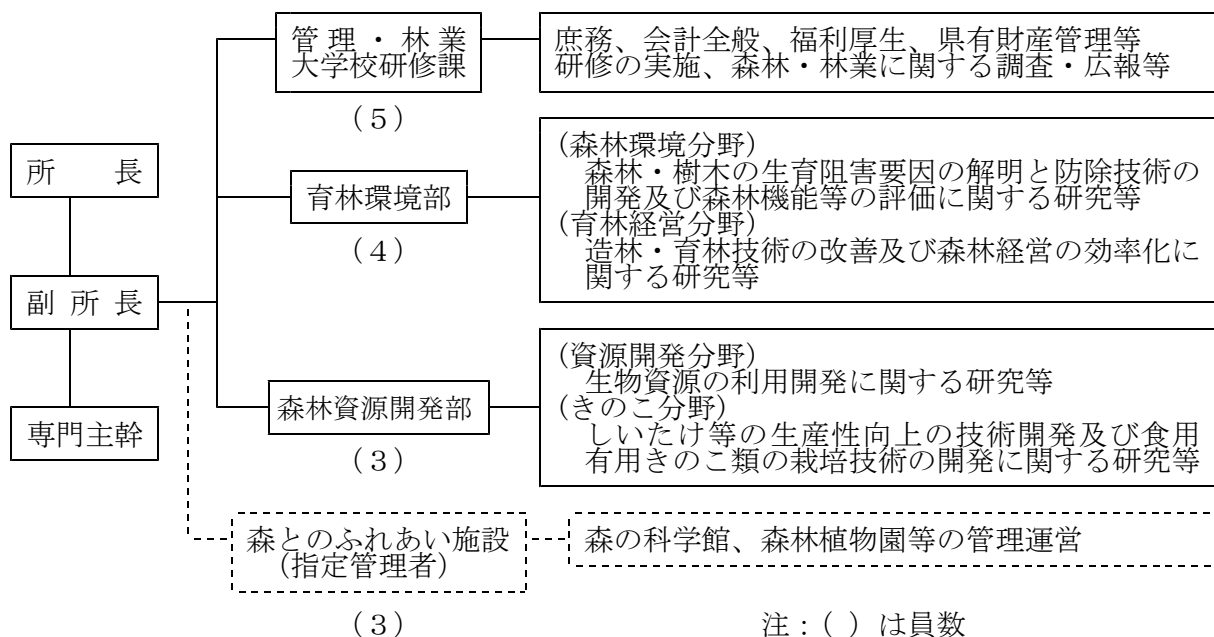 管理・林業
大学校研修課
(5)
庶務、会計全般、福利厚生、県有財産管理等
研修の実施、森林・林業に関する調査・広報等
所 長
副所長
専門主幹
育林環境部
(4)
(森林環境分野)
森林・樹木の生育阻害要因の解明と防除技術の
開発及び森林機能等の評価に関する研究等
(育林経営分野)
造林・育林技術の改善及び森林経営の効率化に
関する研究等
森林資源開発部
(3)
(資源開発分野)
生物資源の利用開発に関する研究等
(きのこ分野)
しいたけ等の生産性向上の技術開発及び食用
有用きのこ類の栽培技術の開発に関する研究等
森とのふれあい施設
(指定管理者)
(3)
森の科学館、森林植物園等の管理運営
注:( )は員数